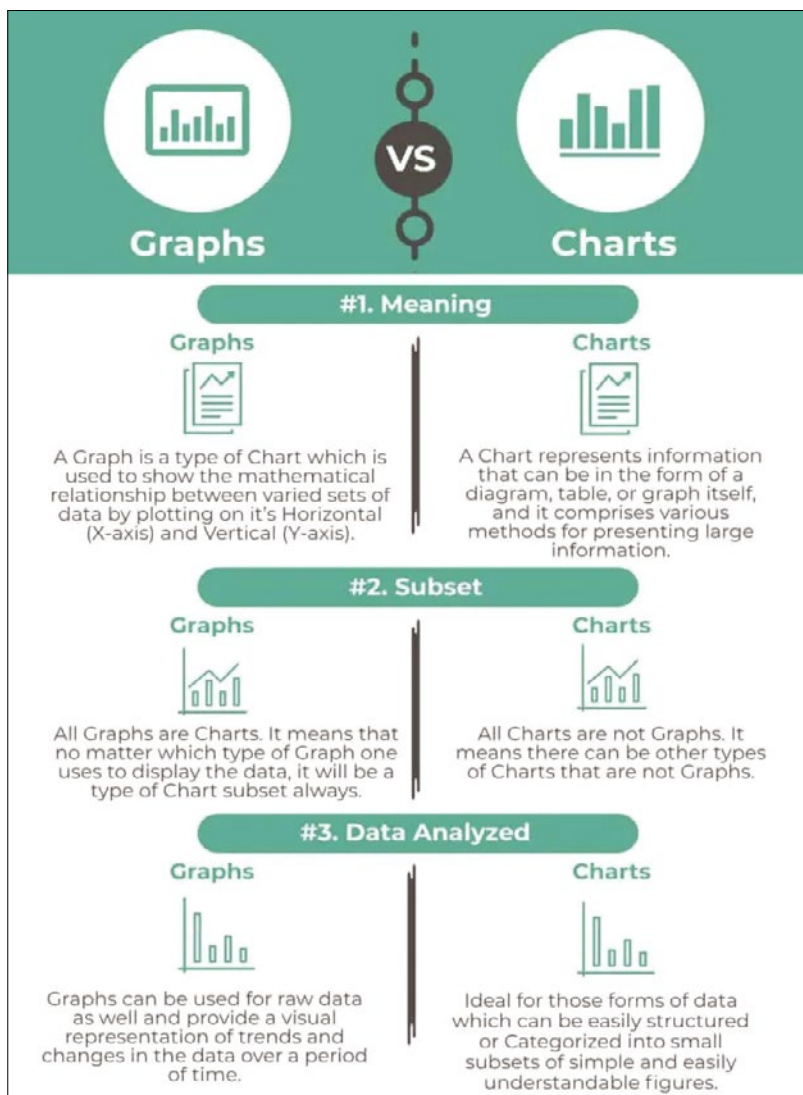 VS
Graphs
Charts
#1. Meaning
Graphs
A Graph is a type of Chart which is
used to show the mathematical
relationship between varied sets of
data by plotting on it's Horizontal
(X-axis) and Vertical (Y-axis).
Charts
A Chart represents information
that can be in the form of a
diagram, table, or graph itself,
and it comprises various
methods for presenting large
information.
#2. Subset
Graphs
All Graphs are Charts. It means that
no matter which type of Graph one
uses to display the data, it will be a
type of Chart subset always.
Charts
All Charts are not Graphs. It
means there can be other types
of Charts that are not Graphs.
#3. Data Analyzed
Graphs
Graphs can be used for raw data
as well and provide a visual
representation of trends and
changes in the data over a period
of time.
Charts
Ideal for those forms of data
which can be easily structured
or Categorized into small
subsets of simple and easily
understandable figures.